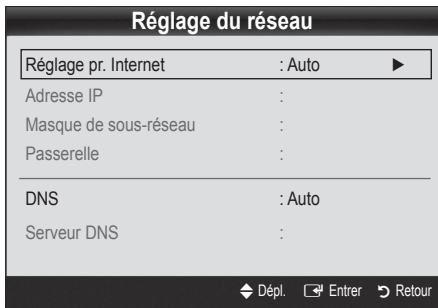 Réglage du réseau
Réglage pr. Internet : Auto ▶
Adresse IP :
Masque de sous-réseau :
Passerelle :
DNS : Auto
Serveur DNS :
Dépl. Entrer Retour